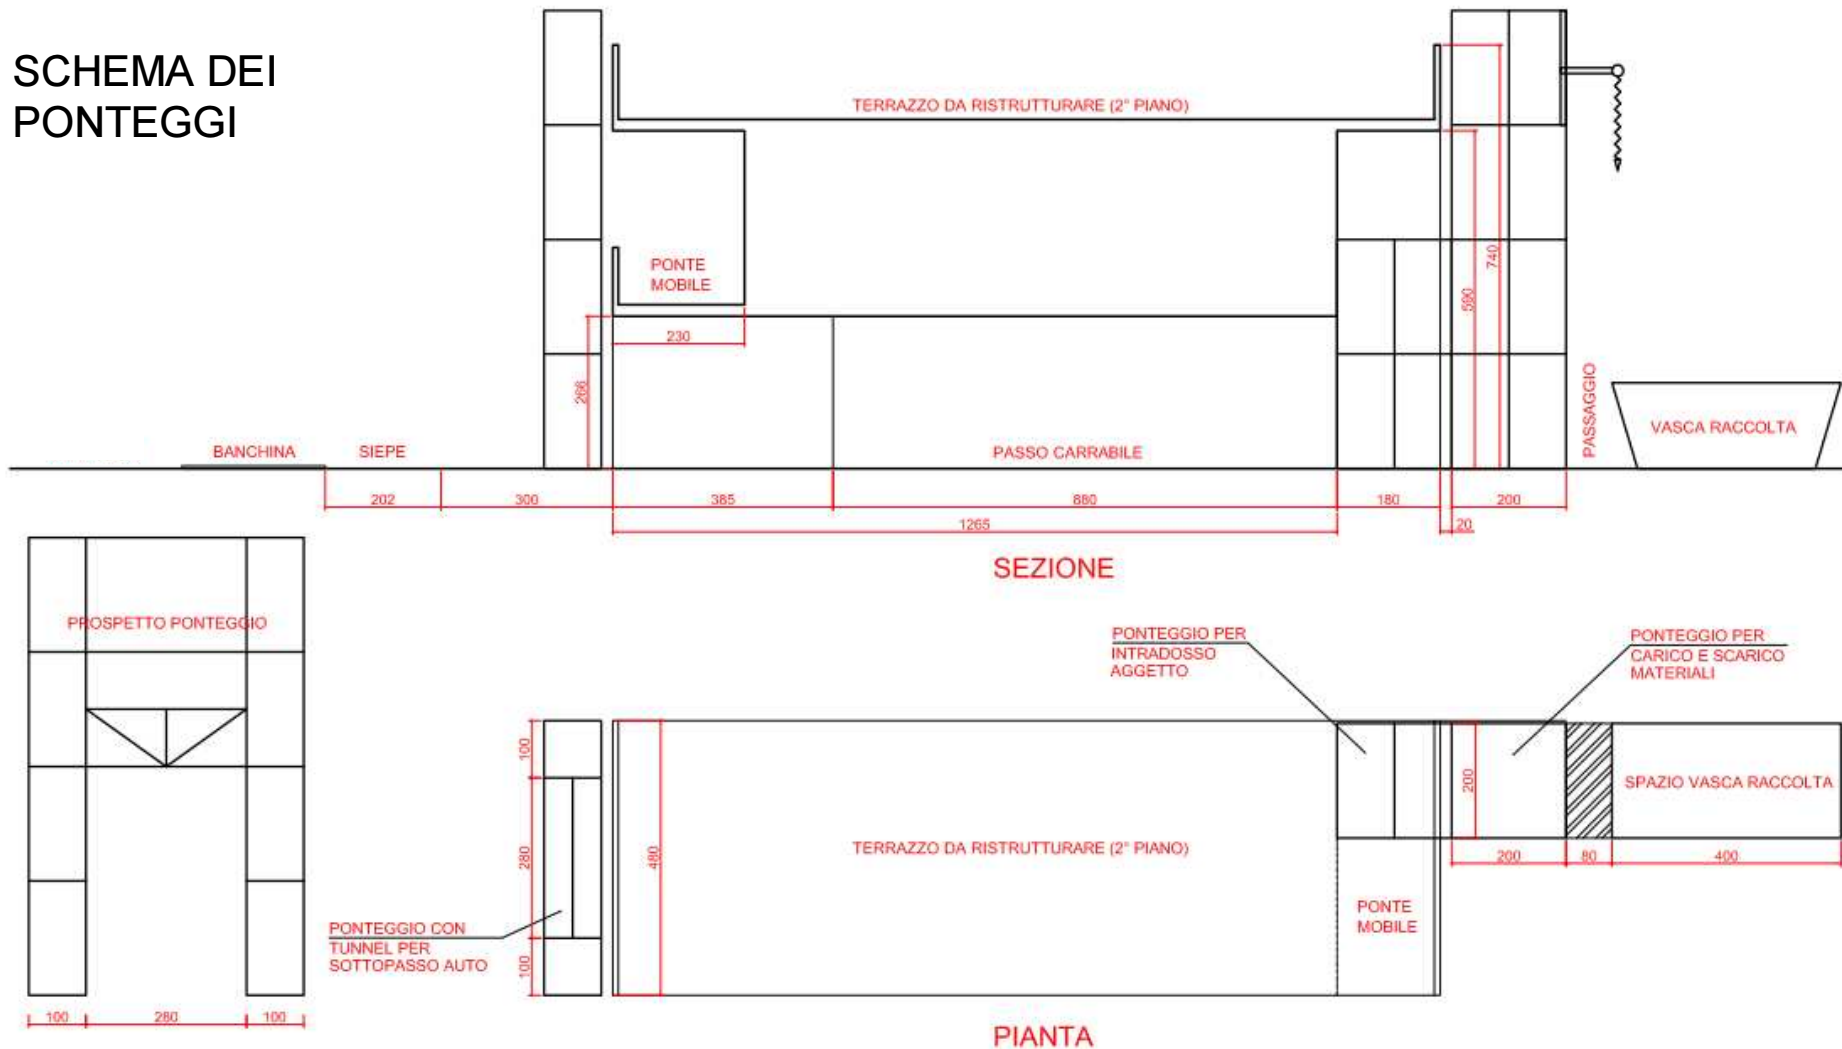 SCHEMA DEI
PONTEGGI
TERRAZZO DA RISTRUTTURARE (2° PIANO)
PONTE
MOBILE
230
266
590
740
PASSAGGIO
VASCA RACCOLTA
BANCHINA
SIEPE
PASSO CARRABILE
202
300
385
880
180
200
1265
20
SEZIONE
PROSPETTO PONTEGGIO
100
280
100
PONTEGGIO CON
TUNNEL PER
SOTTOPASSO AUTO
100
280
100
480
TERRAZZO DA RISTRUTTURARE (2° PIANO)
PONTEGGIO PER
INTRADOSSO
AGGETTO
PONTEGGIO PER
CARICO E SCARICO
MATERIALI
200
SPAZIO VASCA RACCOLTA
200
80
400
PONTE
MOBILE
PIANTA